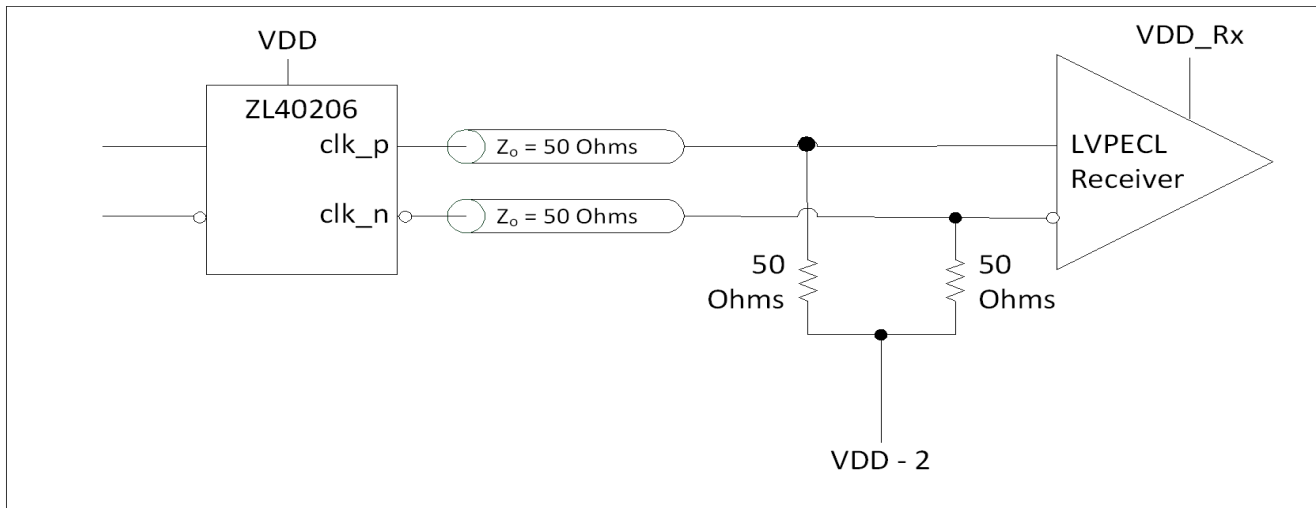 VDD
VDD_Rx
ZL40206
clk_p
Zo = 50 Ohms
LVPECL
Receiver
clk_n
Zo = 50 Ohms
50
Ohms
50
Ohms
VDD - 2